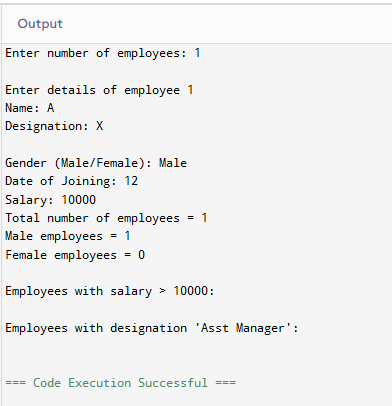 Output
Enter number of employees: 1
Enter details of employee 1
Name: A
Designation: X
Gender (Male/Female): Male
Date of Joining: 12
Salary: 10000
Total number of employees = 1
Male employees = 1
Female employees = 0
Employees with salary > 10000:
Employees with designation 'Asst Manager':
=== Code Execution Successful ===